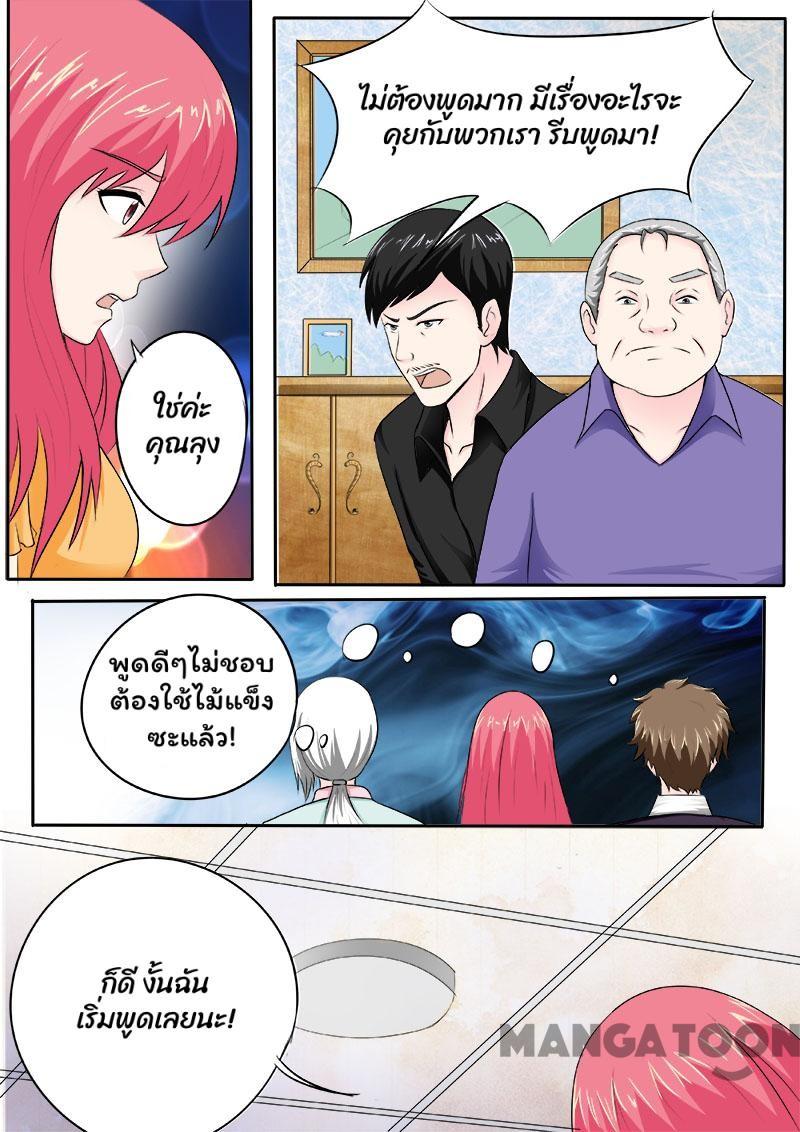 ไม่ต้องพูดมาก มีเรื่องอะไรจะ
คุยกับพวกเรา รีบพูดมา!
ใช่ค่ะ
คุณลุง
พูดดีๆไม่ชอบ
ต้องใช้ไม้แข็ง
ซะแล้ว!
ก็ดี งั้นฉัน
เริ่มพูดเลยนะ!
MANGATOON